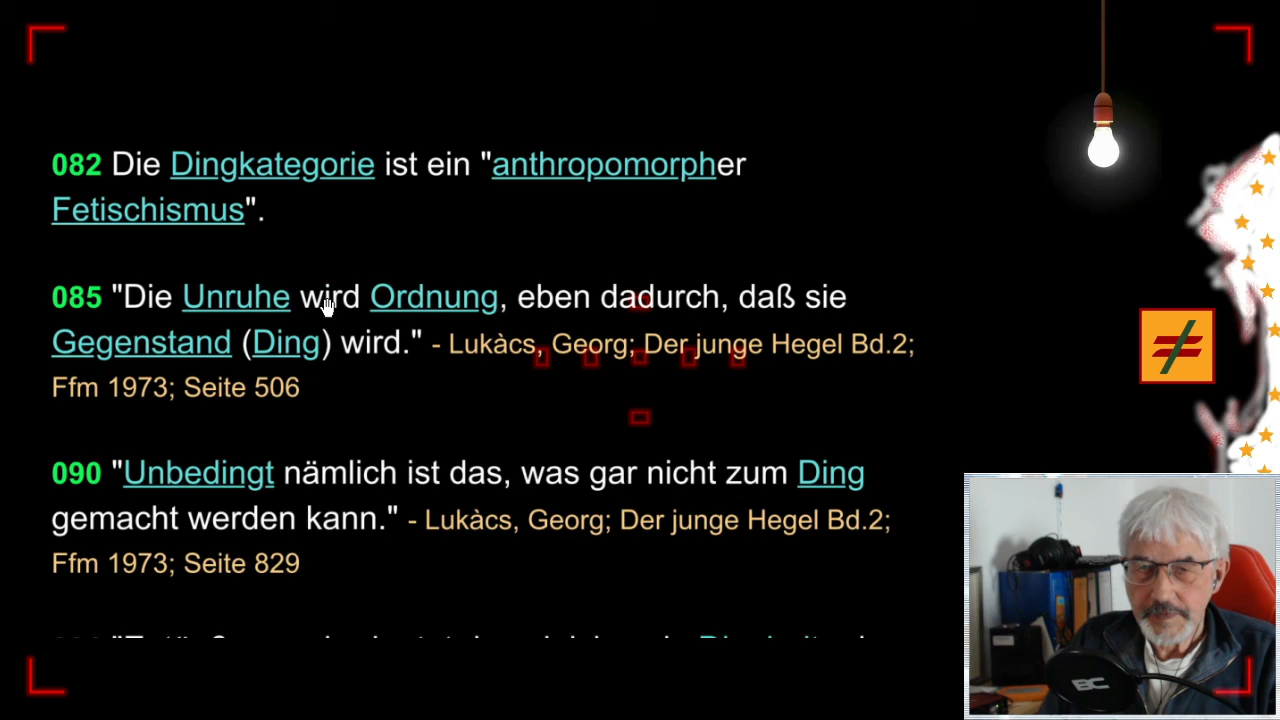 082 Die Dingkategorie ist ein "anthropomorpher
Fetischismus".
085 "Die Unruhe wird Ordnung, eben dadurch, daß sie
Gegenstand (Ding) wird." - Lukàcs, Georg; Der junge Hegel Bd.2;
Ffm 1973; Seite 506
090 "Unbedingt nämlich ist das, was gar nicht zum Ding
gemacht werden kann." - Lukàcs, Georg; Der junge Hegel Bd.2;
Ffm 1973; Seite 829
≠
BC